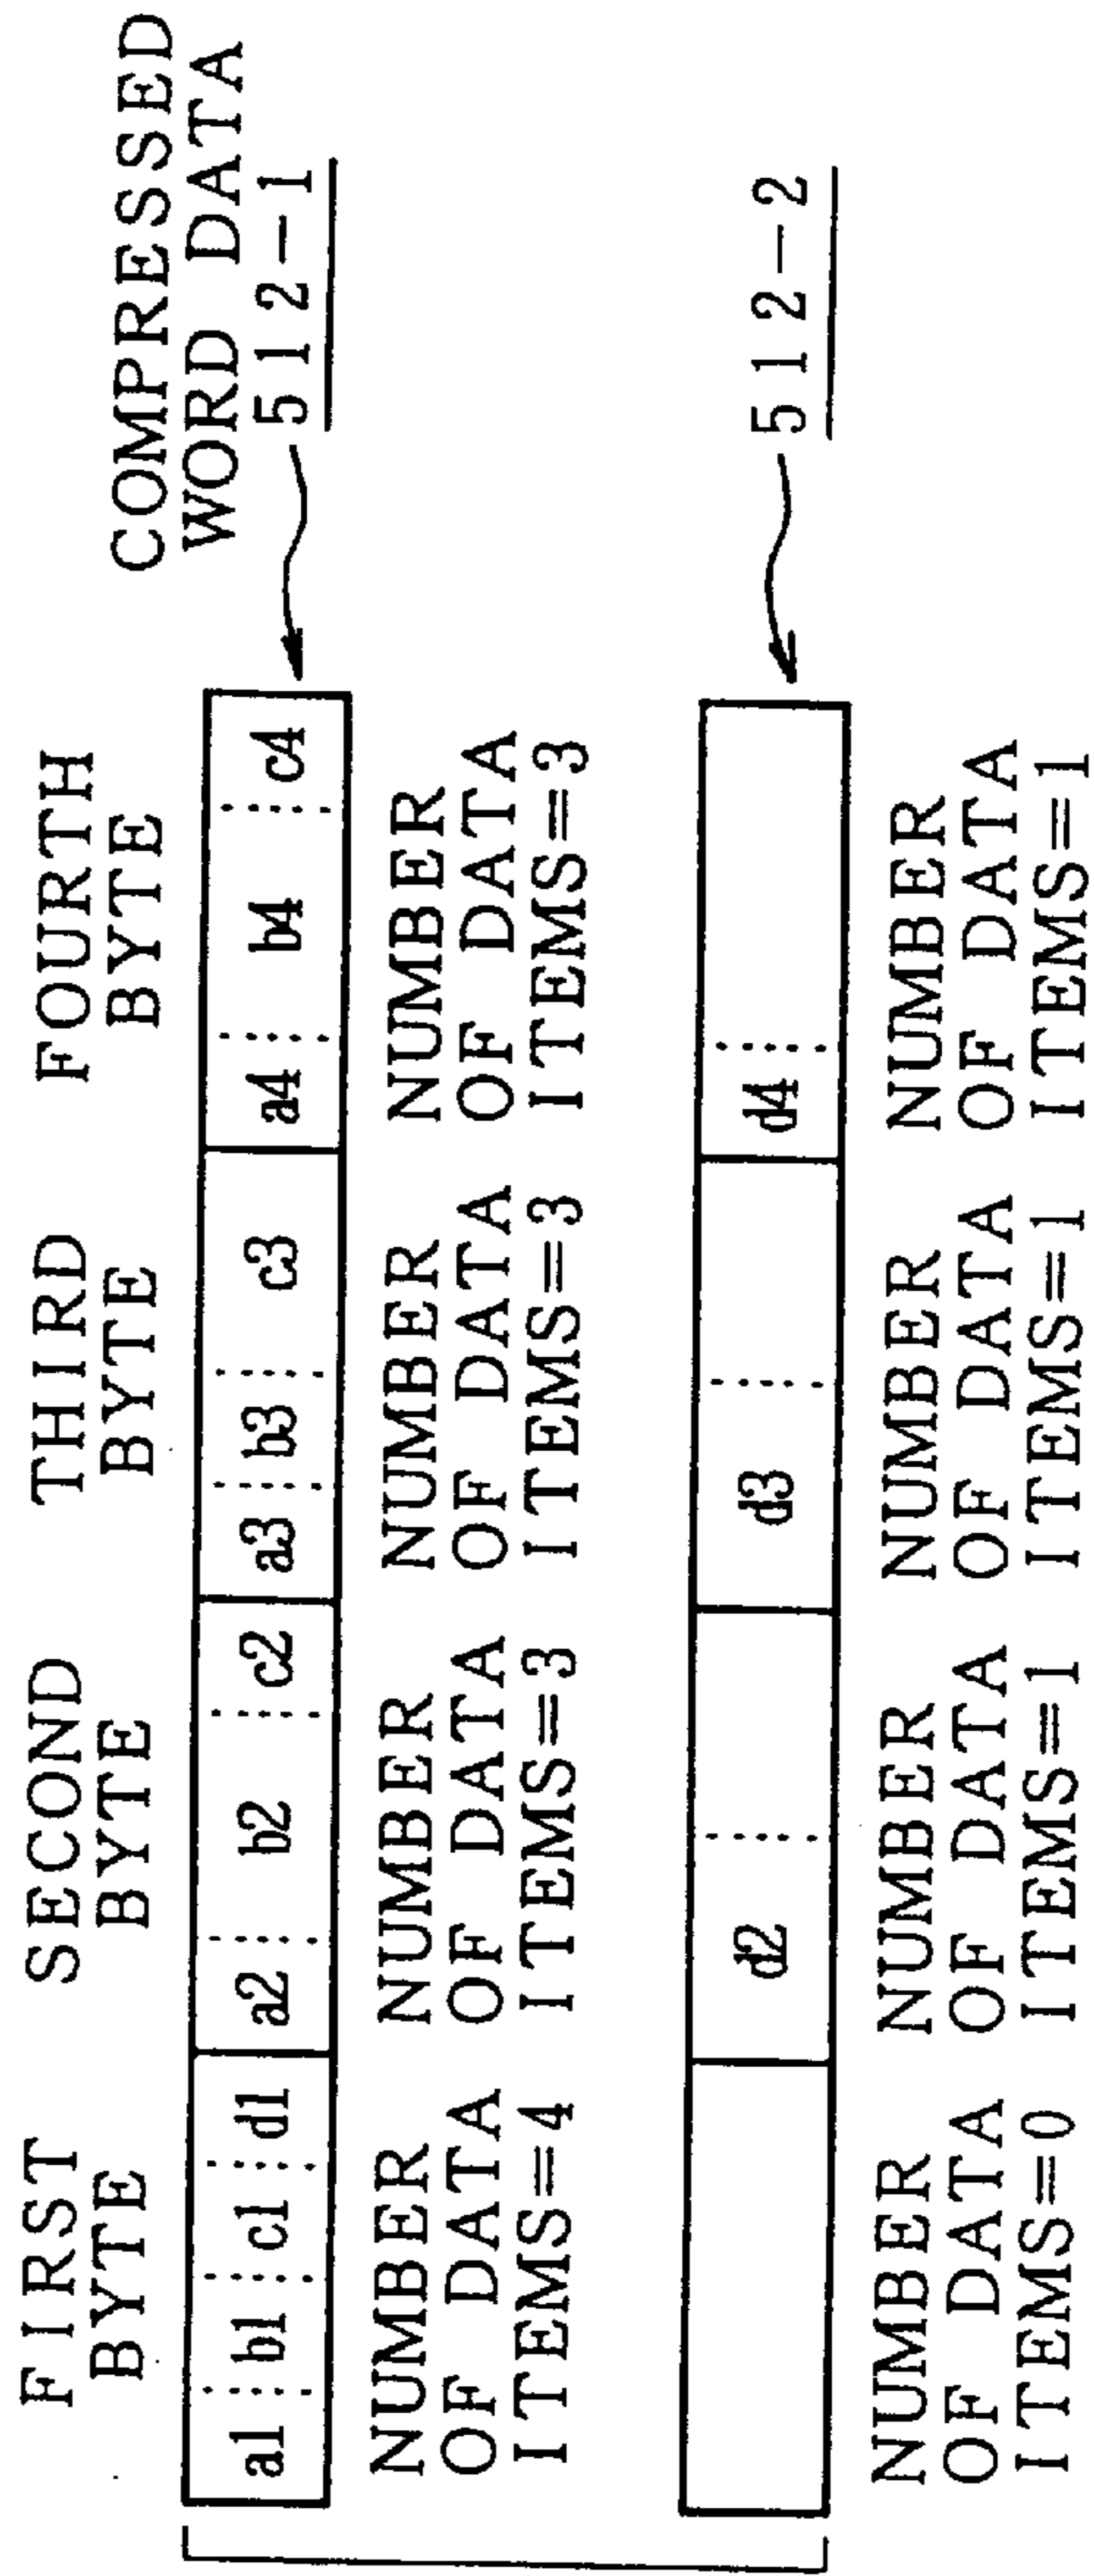 COMPRESSED
WORD DATA
512-1
FIRST
BYTE
SECOND
BYTE
THIRD
BYTE
FOURTH
BYTE
a1 b1 c1 d1 a2 b2 c2 a3 b3 c3 a4 b4 c4
NUMBER
OF DATA
ITEMS=4
NUMBER
OF DATA
ITEMS=3
NUMBER
OF DATA
ITEMS=3
NUMBER
OF DATA
ITEMS=3
512-2
d2 d3 d4
NUMBER
OF DATA
ITEMS=0
NUMBER
OF DATA
ITEMS=1
NUMBER
OF DATA
ITEMS=1
NUMBER
OF DATA
ITEMS=1